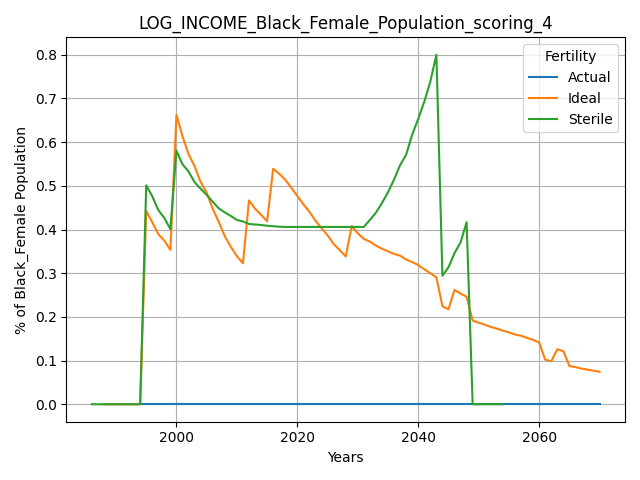 LOG_INCOME_Black_Female_Population_scoring_4
Fertility
Actual
Ideal
Sterile
% of Black_Female Population
0.8
0.7
0.6
0.5
0.4
0.3
0.2
0.1
0.0
2000 2020 2040 2060
Years